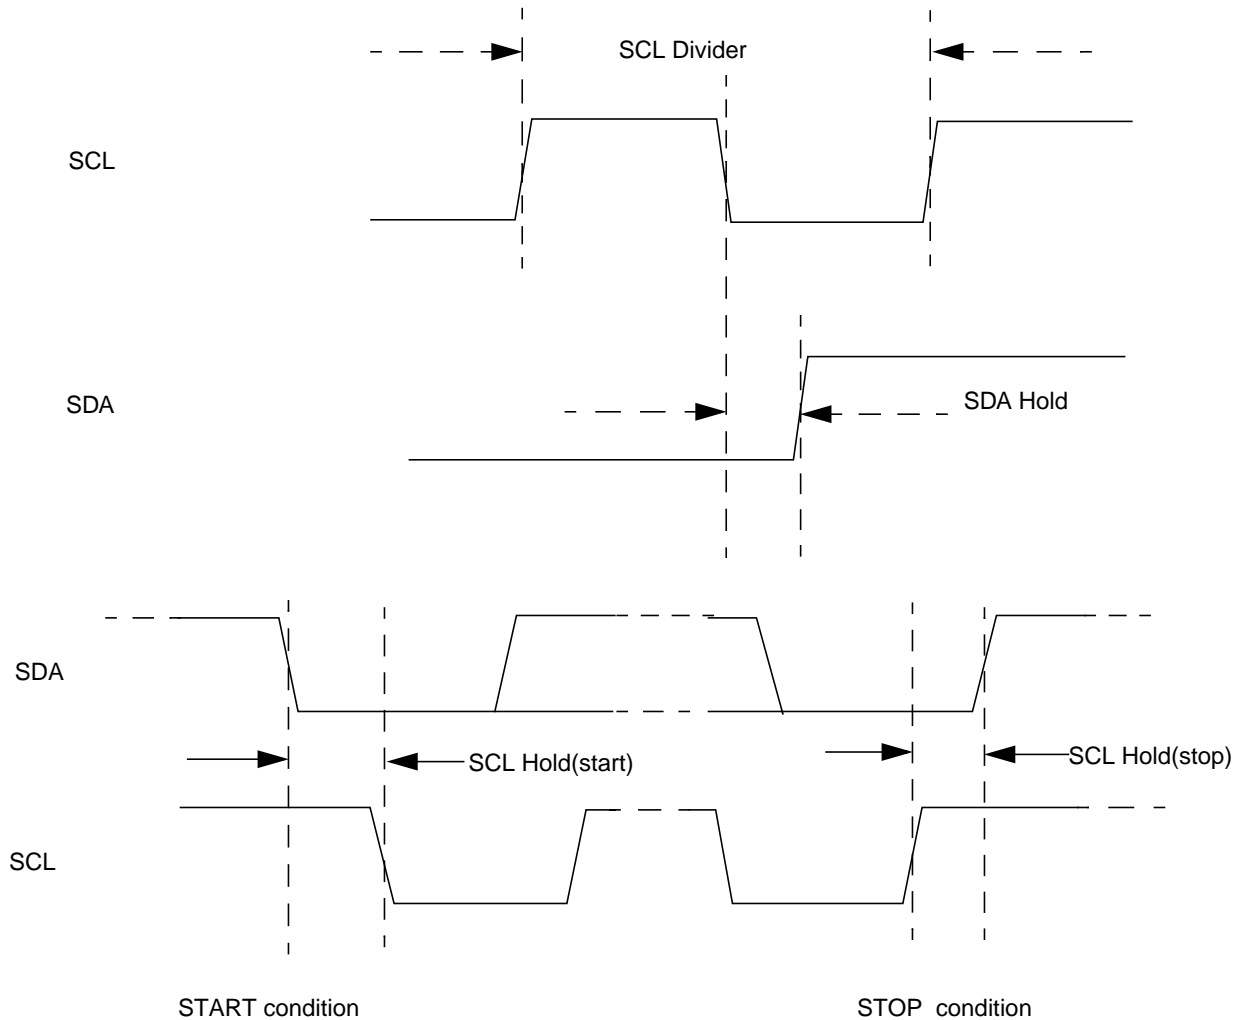 SCL Divider
SCL
SDA
SDA Hold
SDA
SCL Hold(start)
SCL Hold(stop)
SCL
START condition
STOP condition